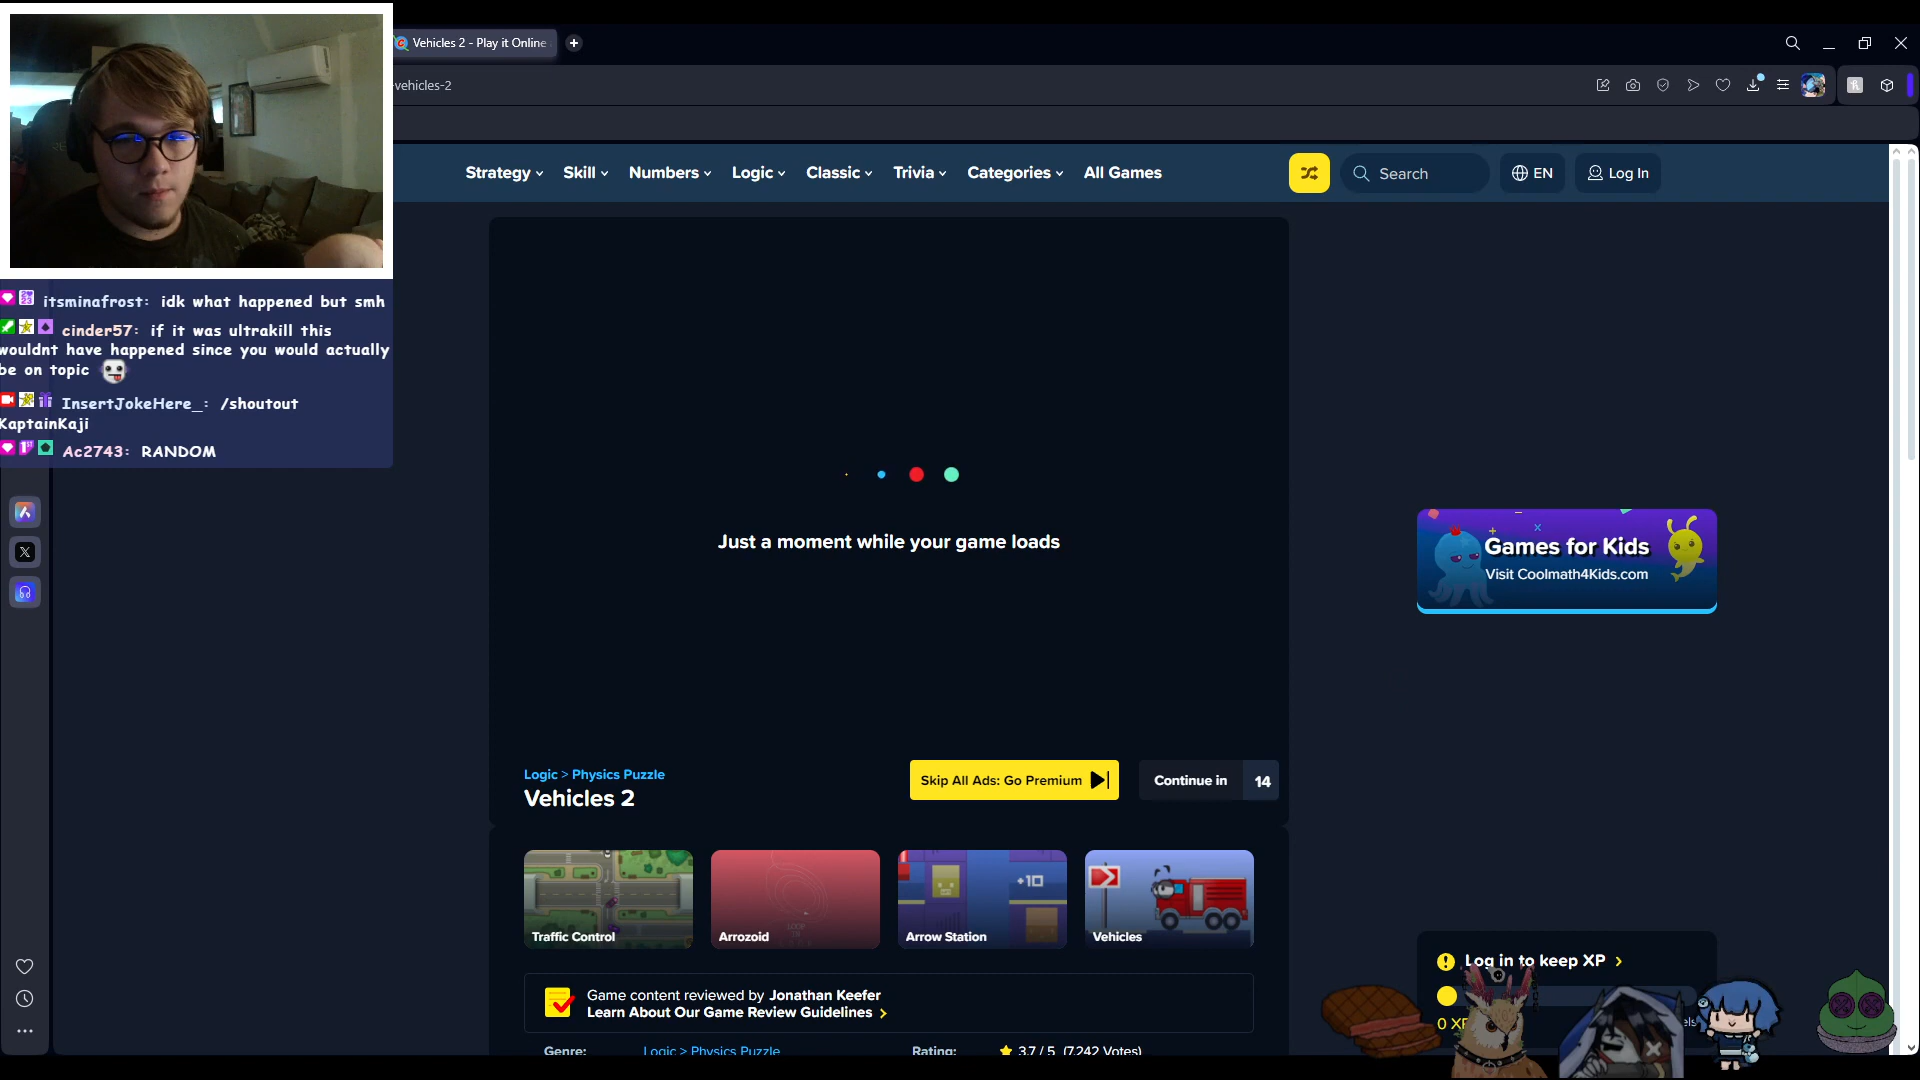 Vehicles 2 - Play it Online
-vehicles-2
Strategy
Skill
Numbers
Logic
Classic
Trivia
Categories
All Games
Search
EN
Log In
itsminafrost: idk what happened but smh
cinder57: if it was ultrakill this
wouldnt have happened since you would actually
be on topic
InsertJokeHere_: /shoutout
KaptainKaji
Ac2743: RANDOM
Just a moment while your game loads
Games for Kids
Visit Coolmath4Kids.com
Logic > Physics Puzzle
Vehicles 2
Skip All Ads: Go Premium
Continue in
14
Traffic Control
Arrozoid
+10
Arrow Station
Vehicles
Game content reviewed by Jonathan Keefer
Learn About Our Game Review Guidelines >
Log in to keep XP >
0 XP
Genre:
Logic > Physics Puzzle
Rating:
3.7 / 5 (7,242 Votes)